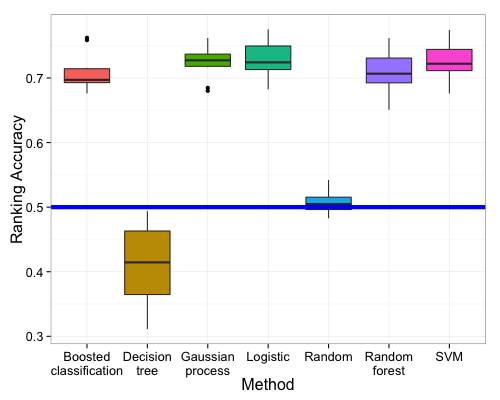 Ranking Accuracy
0.7
0.6
0.5
0.4
0.3
Boosted classification
Decision tree
Gaussian process
Logistic
Random
Random forest
SVM
Method